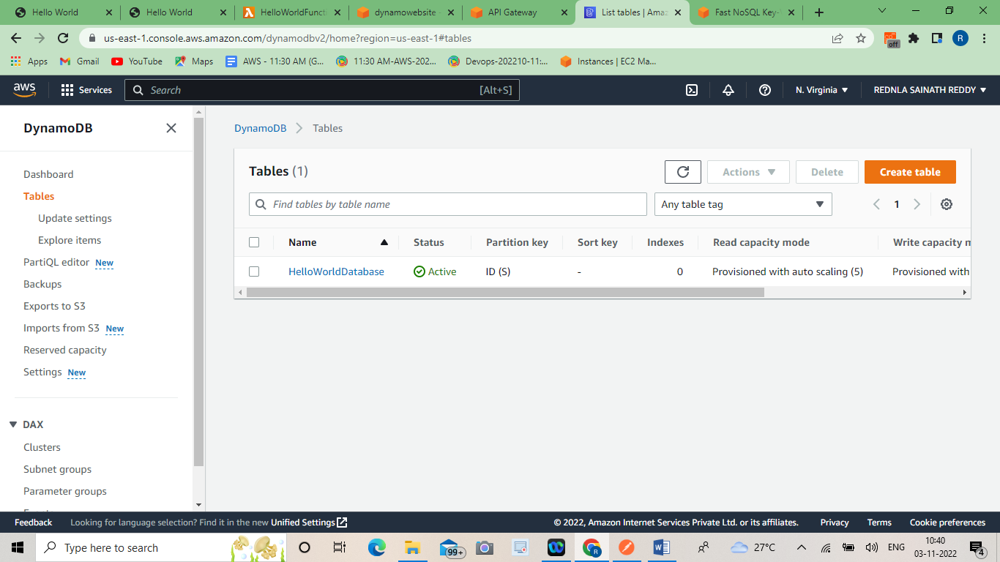 Hello World
Hello World
HelloWorldFuncti
dynamowebsite -
API Gateway
List tables | Amaz
Fast NoSQL Key-V
us-east-1.console.aws.amazon.com/dynamodbv2/home?region=us-east-1#tables
off
R
Apps
Gmail
YouTube
Maps
AWS - 11:30 AM (G...
11:30 AM-AWS-202...
Devops-202210-11:...
Instances | EC2 Ma...
aws
Services
Search
[Alt+S]
N. Virginia
REDNLA SAINATH REDDY
DynamoDB
Dashboard
Tables
Update settings
Explore items
PartiQL editor New
Backups
Exports to S3
Imports from S3 New
Reserved capacity
Settings New
DAX
Clusters
Subnet groups
Parameter groups
DynamoDB
Tables
Tables (1)
Actions
Delete
Create table
Find tables by table name
Any table tag
1
Name
Status
Partition key
Sort key
Indexes
Read capacity mode
Write capacity m
HelloWorldDatabase
Active
ID (S)
-
0
Provisioned with auto scaling (5)
Provisioned with
Feedback
Looking for language selection? Find it in the new Unified Settings
© 2022, Amazon Internet Services Private Ltd. or its affiliates.
Privacy
Terms
Cookie preferences
Type here to search
99+
R
W
27°C
ENG
10:40
03-11-2022
4